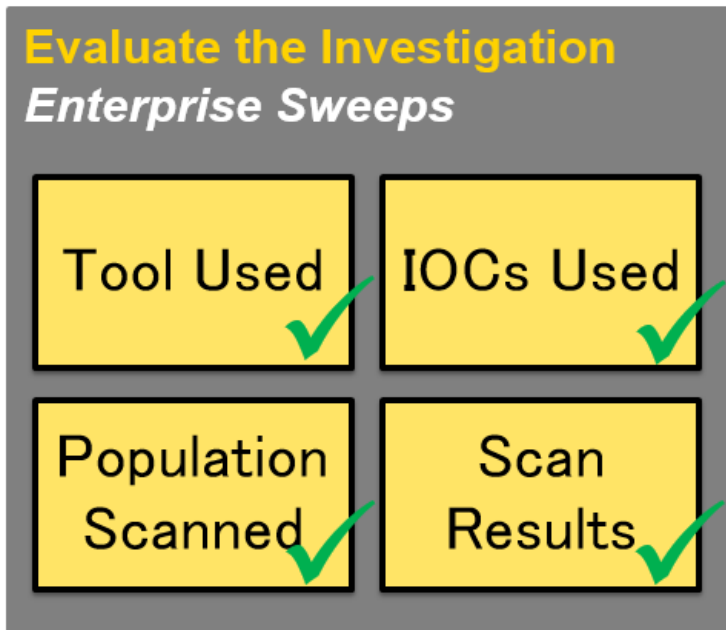 Evaluate the Investigation
Enterprise Sweeps
Tool Used
IOCs Used
Population
Scanned
Scan
Results